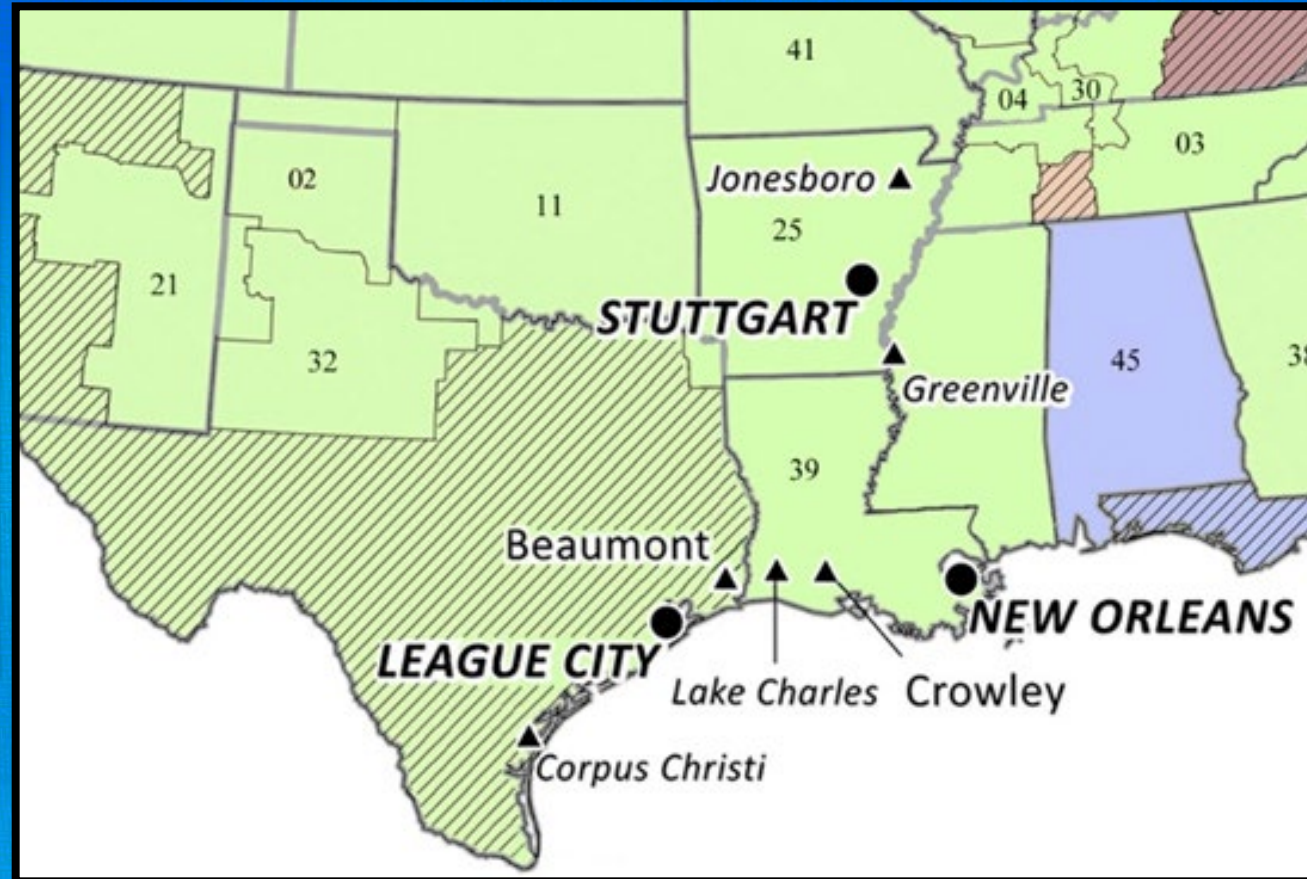 41
04
30
03
02
Jonesboro
11
25
21
STUTTGART
32
45
Greenville
39
Beaumont
NEW ORLEANS
LEAGUE CITY
Lake Charles
Crowley
Corpus Christi